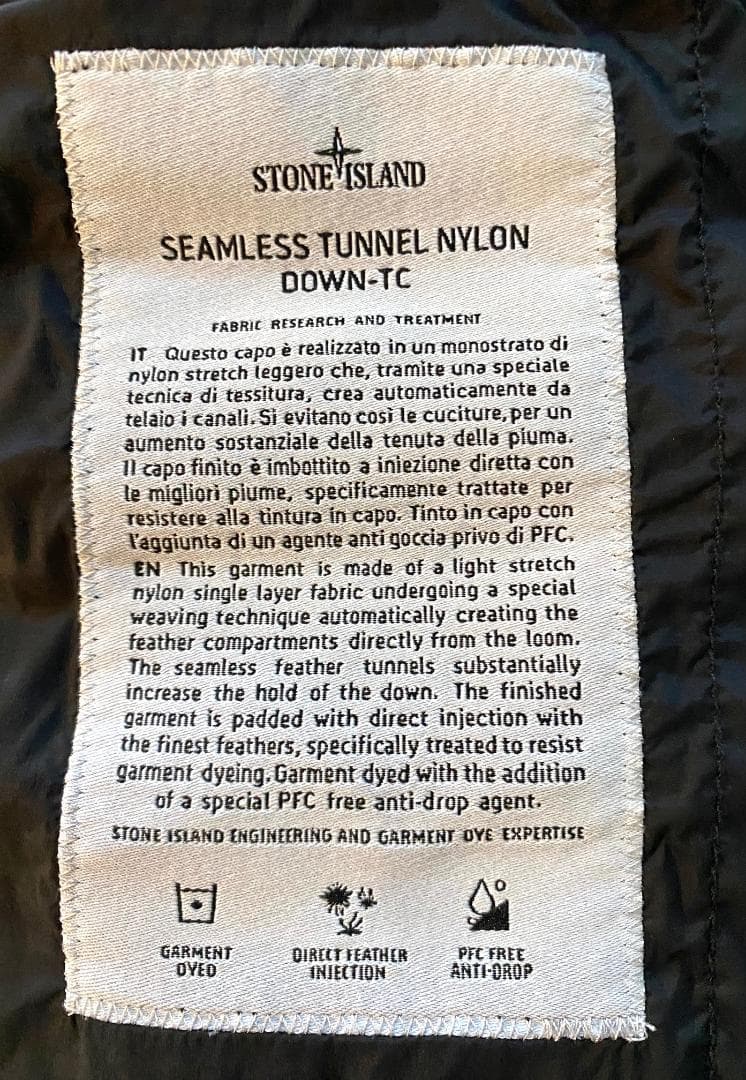 STONE ISLAND
SEAMLESS TUNNEL NYLON
DOWN-TC
FABRIC RESEARCH AND TREATMENT
IT Questo capo è realizzato in un monostrato di
nylon stretch leggero che, tramite una speciale
tecnica di tessitura, crea automaticamente da
telaio i canali. Si evitano così le cuciture, per un
aumento sostanziale della tenuta della piuma.
Il capo finito è imbottito a iniezione diretta con
le migliori piume, specificamente trattate per
resistere alla tintura in capo. Tinto in capo con
l'aggiunta di un agente anti goccia privo di PFC.
EN This garment is made of a light stretch
nylon single layer fabric undergoing a special
weaving technique automatically creating the
feather compartments directly from the loom.
The seamless feather tunnels substantially
increase the hold of the down. The finished
garment is padded with direct injection with
the finest feathers, specifically treated to resist
garment dyeing. Garment dyed with the addition
of a special PFC free anti-drop agent.
STONE ISLAND ENGINEERING AND GARMENT DYE EXPERTISE
GARMENT
DYED
DIRECT FEATHER
INJECTION
PFC FREE
ANTI-DROP